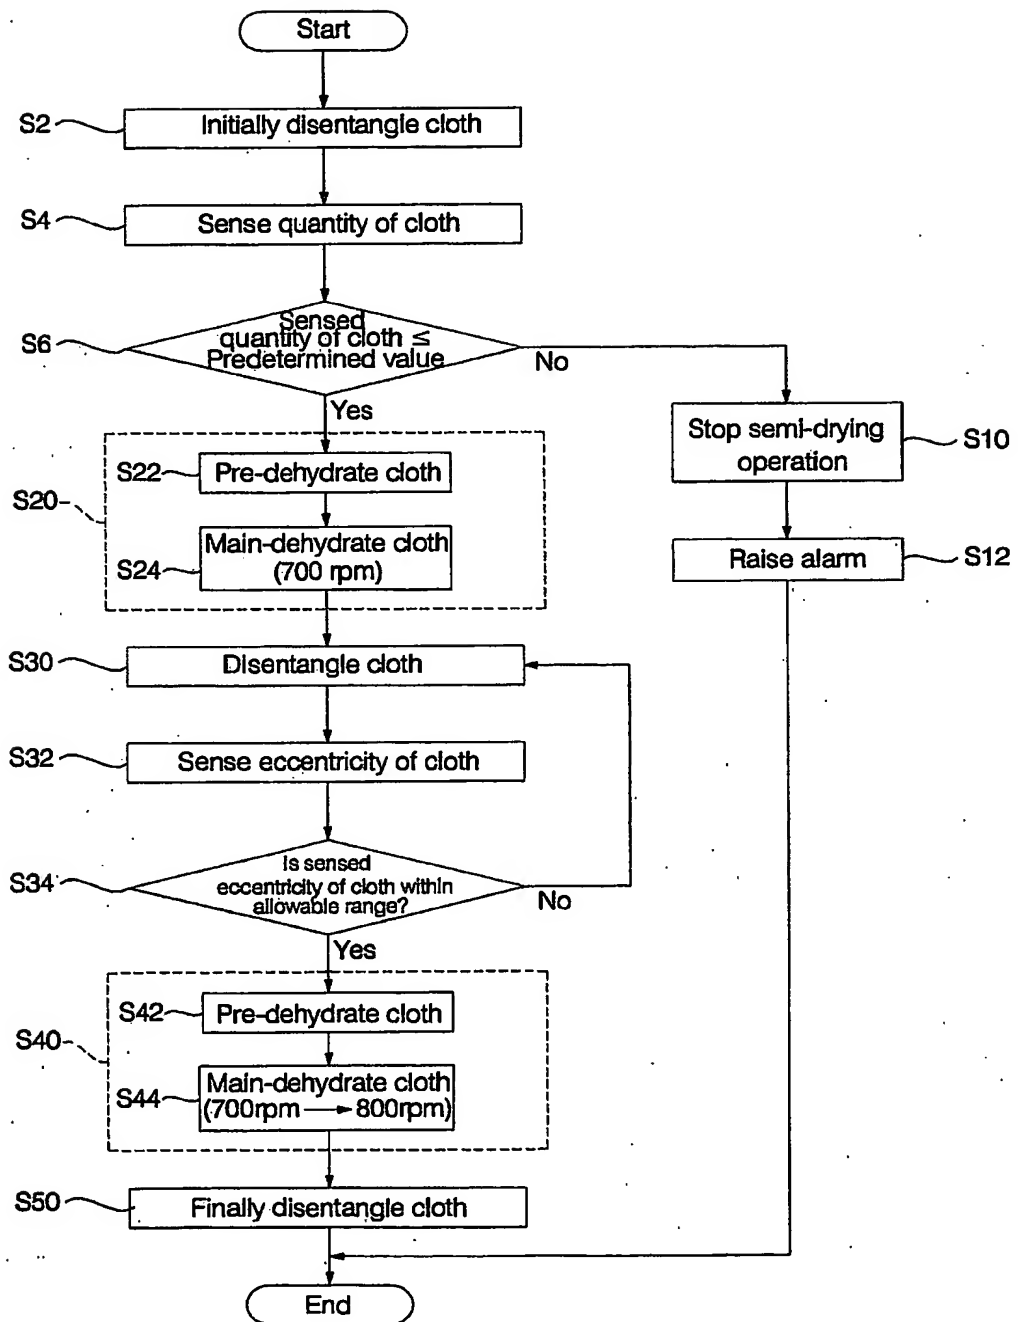 Start
S2
Initially disentangle cloth
S4
Sense quantity of cloth
S6
Sensed
quantity of cloth ≤
Predetermined value
No
Yes
Stop semi-drying
operation
S10
S20
S22
Pre-dehydrate cloth
S24
Main-dehydrate cloth
(700 rpm)
Raise alarm
S12
S30
Disentangle cloth
S32
Sense eccentricity of cloth
S34
Is sensed
eccentricity of cloth within
allowable range?
No
Yes
S40
S42
Pre-dehydrate cloth
S44
Main-dehydrate cloth
(700rpm → 800rpm)
S50
Finally disentangle cloth
End